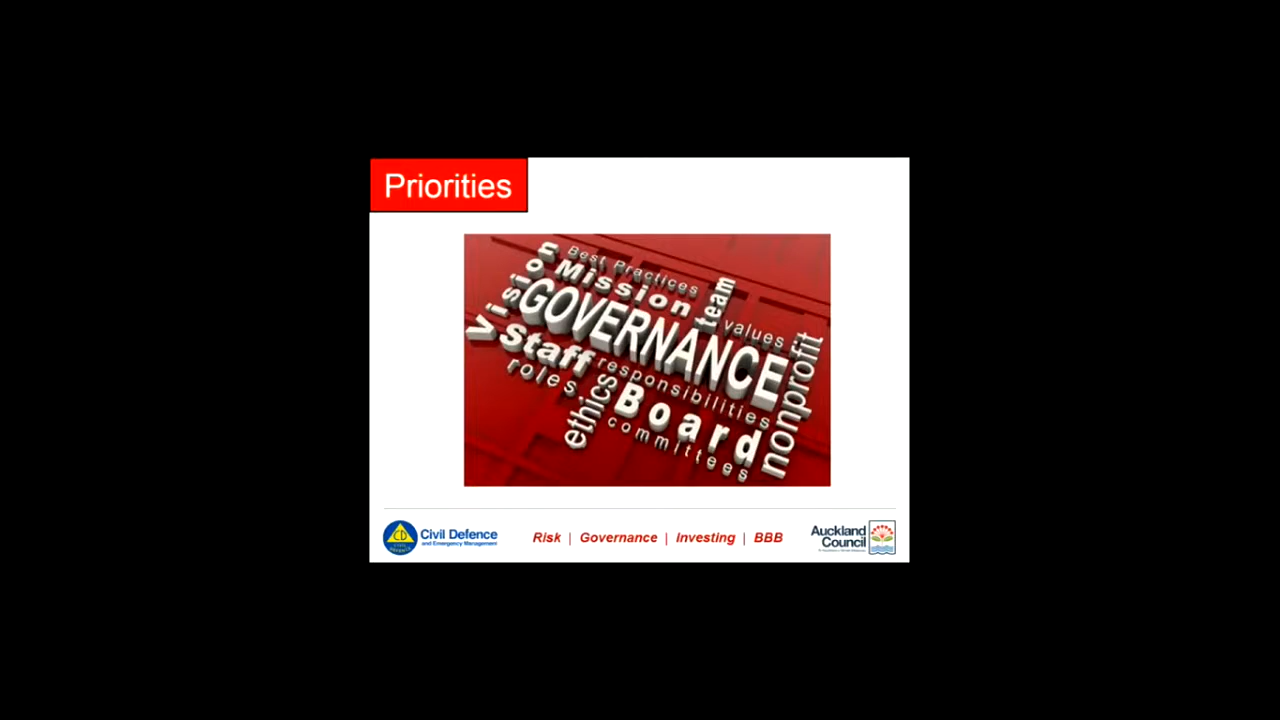 Priorities
Best Practices
Vision
Mission
team
GOVERNANCE
values
Staff
responsibilities
nonprofit
roles
ethics
Board
committees
CD
Civil Defence
and Emergency Management
Risk | Governance | Investing | BBB
Auckland
Council